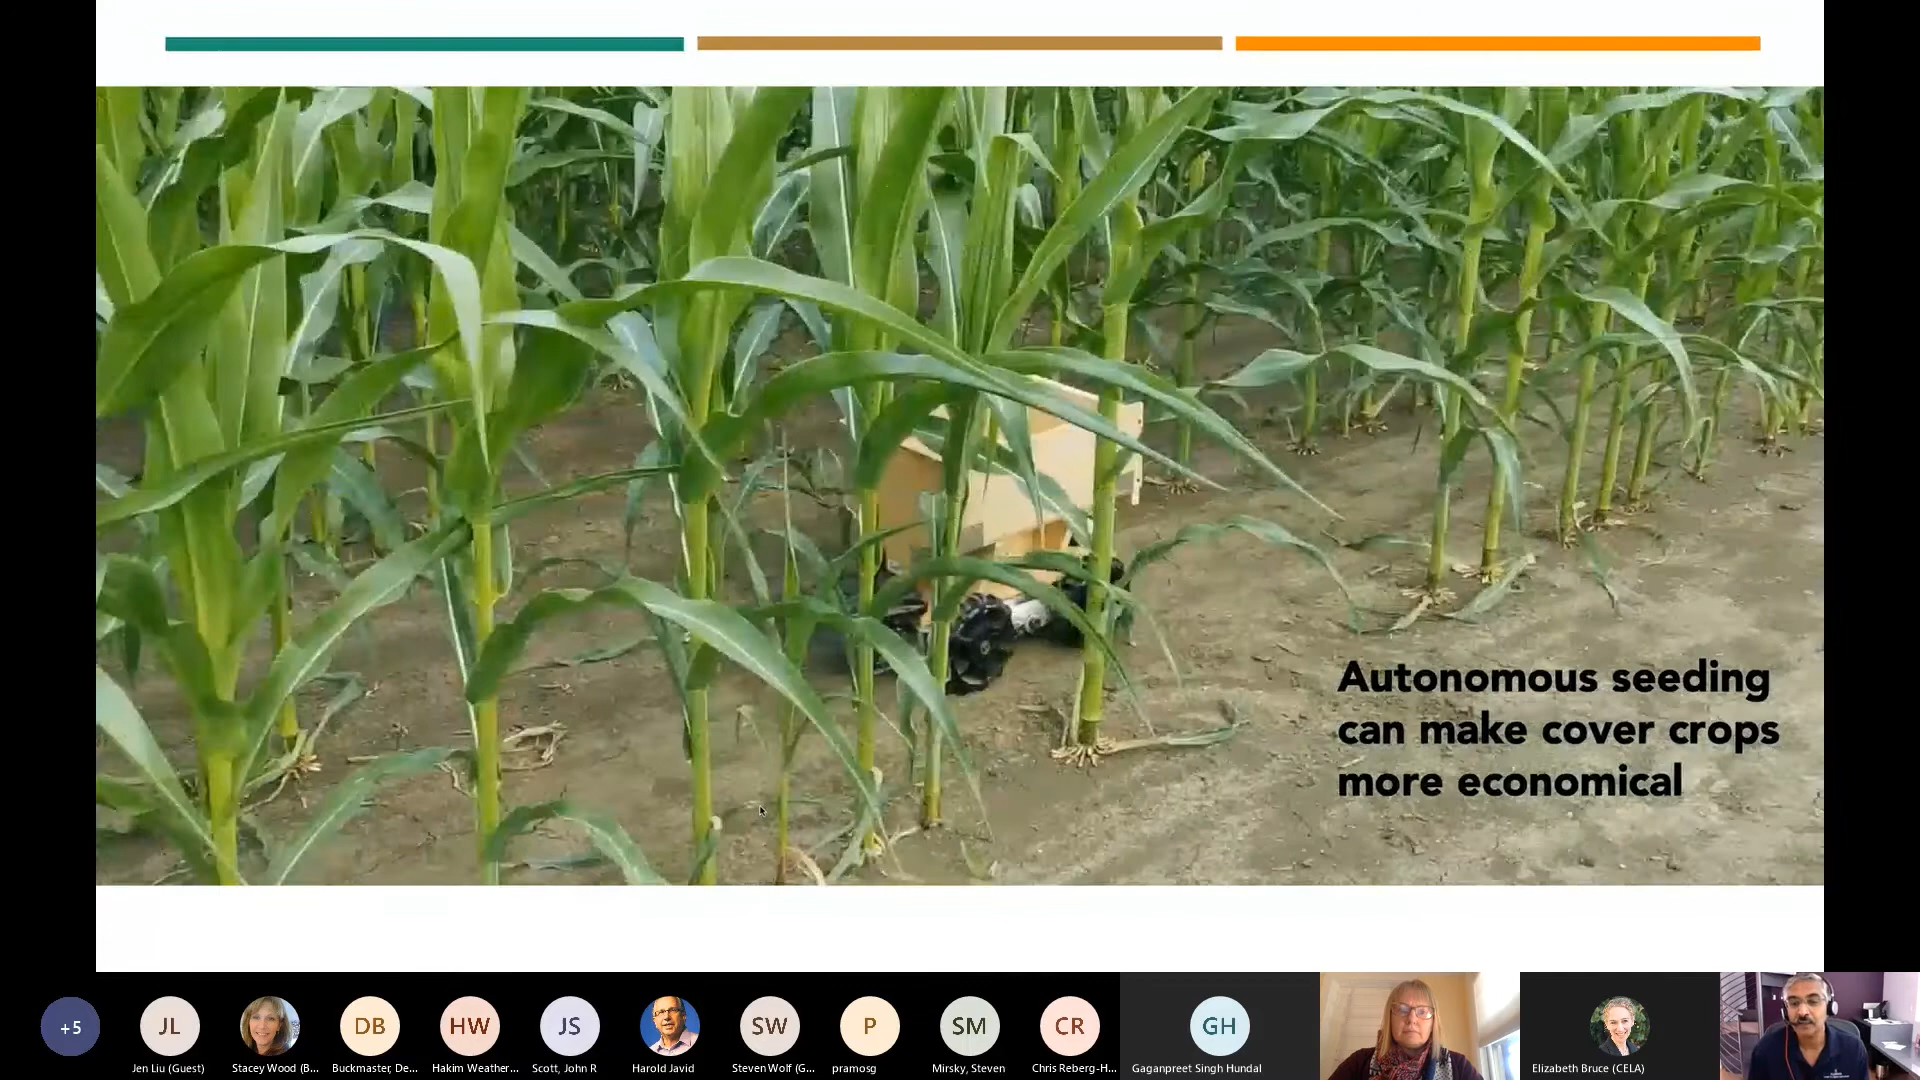 Autonomous seeding
can make cover crops
more economical
+5
JL
DB
HW
JS
SW
P
SM
CR
GH
Jen Liu (Guest)
Stacey Wood (B...
Buckmaster, De...
Hakim Weather...
Scott, John R
Harold Javid
Steven Wolf (G...
pramosg
Mirsky, Steven
Chris Reberg-H...
Gaganpreet Singh Hundal
Elizabeth Bruce (CELA)